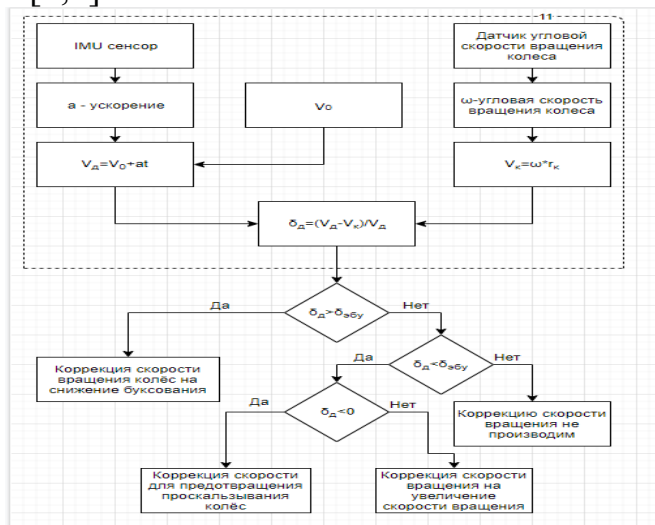 11
IMU сенсор
Датчик угловой
скорости вращения
колеса
a - ускорение
V₀
ω-угловая скорость
вращения колеса
Vд=V₀+at
Vк=ω*rк
δд=(Vд-Vк)/Vд
Да
δд>δэбу
Нет
Коррекция скорости
вращения колёс на
снижение буксования
Да
δд<δэбу
Нет
Да
δд<0
Нет
Коррекцию скорости
вращения не
производим
Коррекция скорости
для предотвращения
проскальзывания
колёс
Коррекция скорости
вращения на
увеличение
скорости вращения